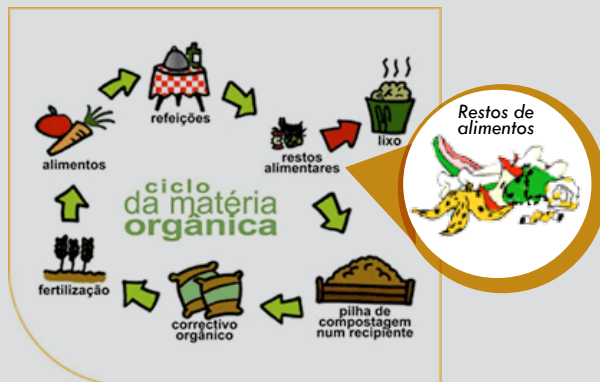 refeições
alimentos
restos
alimentares
lixo
Restos de
alimentos
ciclo
da matéria
orgânica
fertilização
correctivo
orgânico
pilha de
compostagem
num recipiente